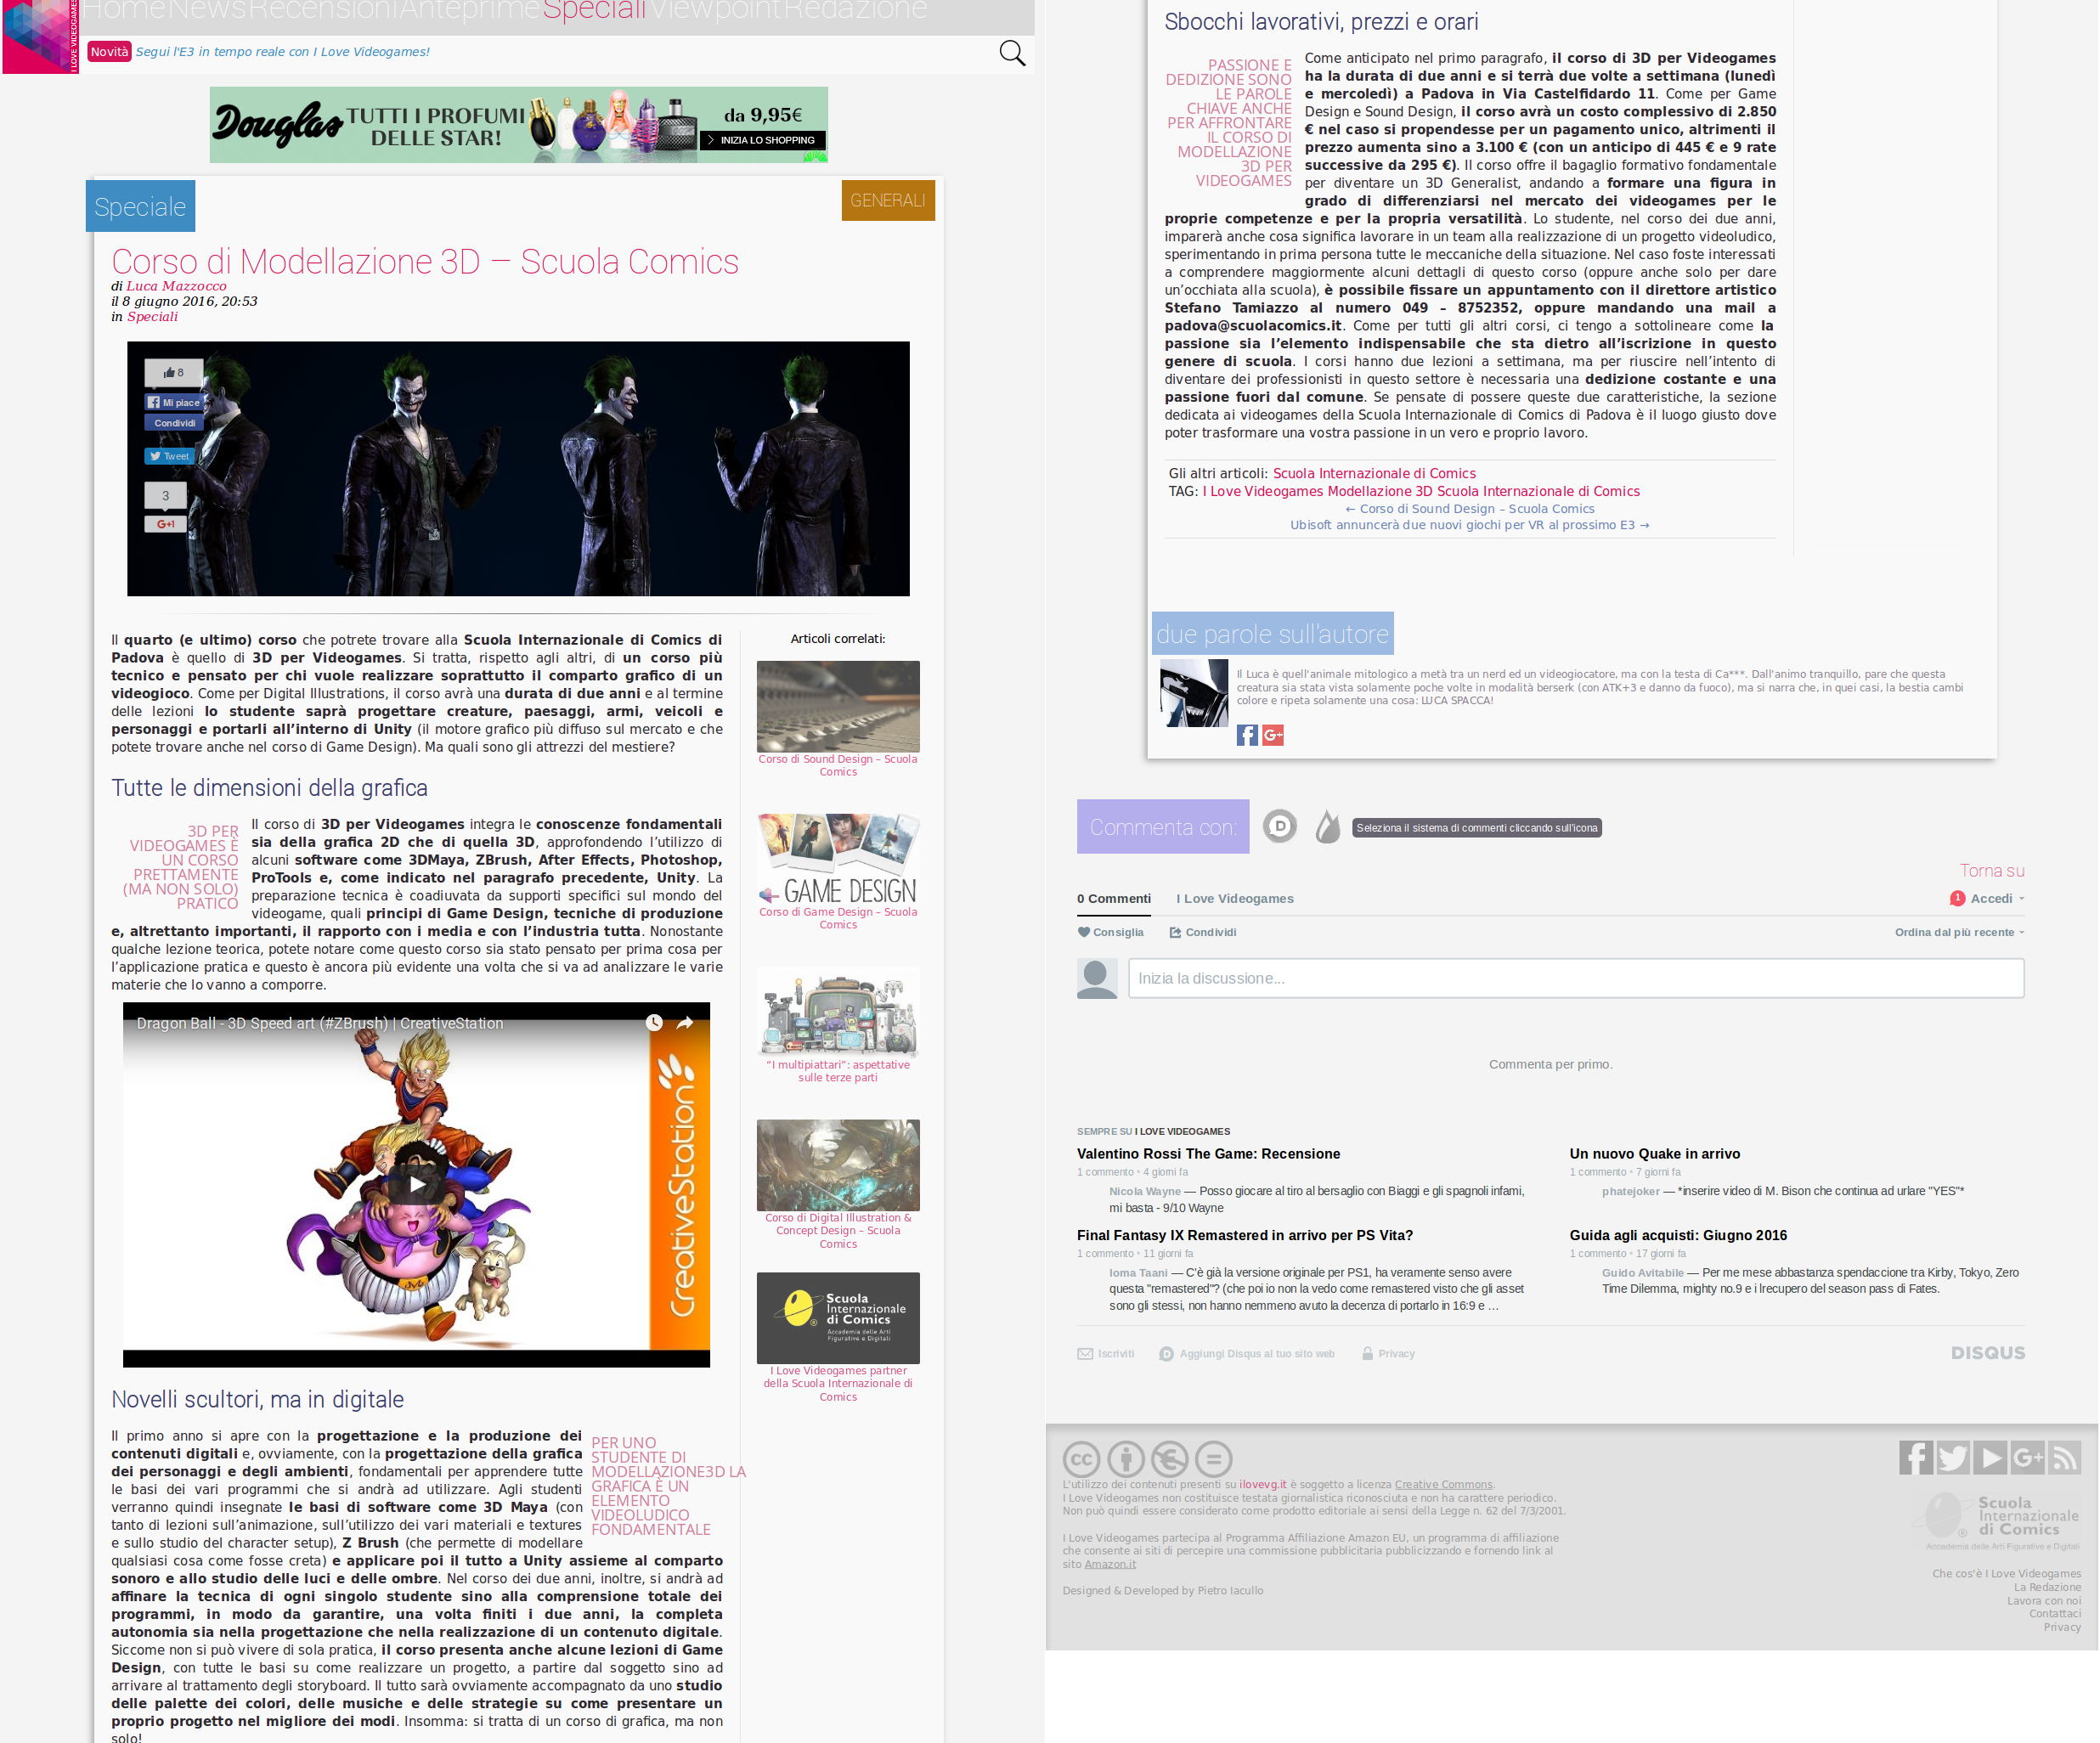 Home News Recensioni Anteprime Speciali Viewpoint Redazione
I LOVE VIDEOGAMES
Novità Segui l'E3 in tempo reale con I Love Videogames!
Douglas TUTTI I PROFUMI
DELLE STAR!
da 9,95€
INIZIA LO SHOPPING
Speciale
GENERALI
Corso di Modellazione 3D – Scuola Comics
di Luca Mazzocco
il 8 giugno 2016, 20:53
in Speciali
8
Mi piace
Condividi
Tweet
3
G+1
Il quarto (e ultimo) corso che potrete trovare alla Scuola Internazionale di Comics di
Padova è quello di 3D per Videogames. Si tratta, rispetto agli altri, di un corso più
tecnico e pensato per chi vuole realizzare soprattutto il comparto grafico di un
videogioco. Come per Digital Illustrations, il corso avrà una durata di due anni e al termine
delle lezioni lo studente saprà progettare creature, paesaggi, armi, veicoli e
personaggi e portarli all’interno di Unity (il motore grafico più diffuso sul mercato e che
potete trovare anche nel corso di Game Design). Ma quali sono gli attrezzi del mestiere?
Tutte le dimensioni della grafica
3D PER
VIDEOGAMES È
UN CORSO
PRETTAMENTE
(MA NON SOLO)
PRATICO
Il corso di 3D per Videogames integra le conoscenze fondamentali
sia della grafica 2D che di quella 3D, approfondendo l’utilizzo di
alcuni software come 3DMaya, ZBrush, After Effects, Photoshop,
ProTools e, come indicato nel paragrafo precedente, Unity. La
preparazione tecnica è coadiuvata da supporti specifici sul mondo del
videogame, quali principi di Game Design, tecniche di produzione
e, altrettanto importanti, il rapporto con i media e con l’industria tutta. Nonostante
qualche lezione teorica, potete notare come questo corso sia stato pensato per prima cosa per
l’applicazione pratica e questo è ancora più evidente una volta che si va ad analizzare le varie
materie che lo vanno a comporre.
Dragon Ball - 3D Speed art (#ZBrush) | CreativeStation
CreativeStation
Novelli scultori, ma in digitale
PER UNO
STUDENTE DI
MODELLAZIONE3D LA
GRAFICA È UN
ELEMENTO
VIDEOLUDICO
FONDAMENTALE
Il primo anno si apre con la progettazione e la produzione dei
contenuti digitali e, ovviamente, con la progettazione della grafica
dei personaggi e degli ambienti, fondamentali per apprendere tutte
le basi dei vari programmi che si andrà ad utilizzare. Agli studenti
verranno quindi insegnate le basi di software come 3D Maya (con
tanto di lezioni sull’animazione, sull’utilizzo dei vari materiali e textures
e sullo studio del character setup), Z Brush (che permette di modellare
qualsiasi cosa come fosse creta) e applicare poi il tutto a Unity assieme al comparto
sonoro e allo studio delle luci e delle ombre. Nel corso dei due anni, inoltre, si andrà ad
affinare la tecnica di ogni singolo studente sino alla comprensione totale dei
programmi, in modo da garantire, una volta finiti i due anni, la completa
autonomia sia nella progettazione che nella realizzazione di un contenuto digitale.
Siccome non si può vivere di sola pratica, il corso presenta anche alcune lezioni di Game
Design, con tutte le basi su come realizzare un progetto, a partire dal soggetto sino ad
arrivare al trattamento degli storyboard. Il tutto sarà ovviamente accompagnato da uno studio
delle palette dei colori, delle musiche e delle strategie su come presentare un
proprio progetto nel migliore dei modi. Insomma: si tratta di un corso di grafica, ma non
solo!
Articoli correlati:
Corso di Sound Design – Scuola
Comics
GAME DESIGN
Corso di Game Design – Scuola
Comics
“I multipiattari”: aspettative
sulle terze parti
Corso di Digital Illustration &
Concept Design – Scuola
Comics
Scuola
Internazionale
di Comics
Accademia delle Arti
Figurative e Digitali
I Love Videogames partner
della Scuola Internazionale di
Comics
Sbocchi lavorativi, prezzi e orari
PASSIONE E
DEDIZIONE SONO
LE PAROLE
CHIAVE ANCHE
PER AFFRONTARE
IL CORSO DI
MODELLAZIONE
3D PER
VIDEOGAMES
Come anticipato nel primo paragrafo, il corso di 3D per Videogames
ha la durata di due anni e si terrà due volte a settimana (lunedì
e mercoledì) a Padova in Via Castelfidardo 11. Come per Game
Design e Sound Design, il corso avrà un costo complessivo di 2.850
€ nel caso si propendesse per un pagamento unico, altrimenti il
prezzo aumenta sino a 3.100 € (con un anticipo di 445 € e 9 rate
successive da 295 €). Il corso offre il bagaglio formativo fondamentale
per diventare un 3D Generalist, andando a formare una figura in
grado di differenziarsi nel mercato dei videogames per le
proprie competenze e per la propria versatilità. Lo studente, nel corso dei due anni,
imparerà anche cosa significa lavorare in un team alla realizzazione di un progetto videoludico,
sperimentando in prima persona tutte le meccaniche della situazione. Nel caso foste interessati
a comprendere maggiormente alcuni dettagli di questo corso (oppure anche solo per dare
un’occhiata alla scuola), è possibile fissare un appuntamento con il direttore artistico
Stefano Tamiazzo al numero 049 – 8752352, oppure mandando una mail a
padova@scuolacomics.it. Come per tutti gli altri corsi, ci tengo a sottolineare come la
passione sia l’elemento indispensabile che sta dietro all’iscrizione in questo
genere di scuola. I corsi hanno due lezioni a settimana, ma per riuscire nell’intento di
diventare dei professionisti in questo settore è necessaria una dedizione costante e una
passione fuori dal comune. Se pensate di possere queste due caratteristiche, la sezione
dedicata ai videogames della Scuola Internazionale di Comics di Padova è il luogo giusto dove
poter trasformare una vostra passione in un vero e proprio lavoro.
Gli altri articoli: Scuola Internazionale di Comics
TAG: I Love Videogames Modellazione 3D Scuola Internazionale di Comics
← Corso di Sound Design – Scuola Comics
Ubisoft annuncerà due nuovi giochi per VR al prossimo E3 →
due parole sull'autore
Il Luca è quell'animale mitologico a metà tra un nerd ed un videogiocatore, ma con la testa di Ca***. Dall'animo tranquillo, pare che questa
creatura sia stata vista solamente poche volte in modalità berserk (con ATK+3 e danno da fuoco), ma si narra che, in quei casi, la bestia cambi
colore e ripeta solamente una cosa: LUCA SPACCA!
Commenta con:
Seleziona il sistema di commenti cliccando sull'icona
Torna su
0 Commenti I Love Videogames 1 Accedi
Consiglia Condividi Ordina dal più recente
Inizia la discussione...
Commenta per primo.
SEMPRE SU I LOVE VIDEOGAMES
Valentino Rossi The Game: Recensione
1 commento • 4 giorni fa
Nicola Wayne — Posso giocare al tiro al bersaglio con Biaggi e gli spagnoli infami,
mi basta - 9/10 Wayne
Un nuovo Quake in arrivo
1 commento • 7 giorni fa
phatejoker — *inserire video di M. Bison che continua ad urlare "YES"*
Final Fantasy IX Remastered in arrivo per PS Vita?
1 commento • 11 giorni fa
Ioma Taani — C'è già la versione originale per PS1, ha veramente senso avere
questa "remastered"? (che poi io non la vedo come remastered visto che gli asset
sono gli stessi, non hanno nemmeno avuto la decenza di portarlo in 16:9 e …
Guida agli acquisti: Giugno 2016
1 commento • 17 giorni fa
Guido Avitabile — Per me mese abbastanza spendaccione tra Kirby, Tokyo, Zero
Time Dilemma, mighty no.9 e i lrecupero del season pass di Fates.
Iscriviti Aggiungi Disqus al tuo sito web Privacy DISQUS
L'utilizzo dei contenuti presenti su ilovevg.it è soggetto a licenza Creative Commons.
I Love Videogames non costituisce testata giornalistica riconosciuta e non ha carattere periodico.
Non può quindi essere considerato come prodotto editoriale ai sensi della Legge n. 62 del 7/3/2001.
I Love Videogames partecipa al Programma Affiliazione Amazon EU, un programma di affiliazione
che consente ai siti di percepire una commissione pubblicitaria pubblicizzando e fornendo link al
sito Amazon.it
Designed & Developed by Pietro Iacullo
Scuola
Internazionale
di Comics
Accademia delle Arti Figurative e Digitali
Che cos'è I Love Videogames
La Redazione
Lavora con noi
Contattaci
Privacy